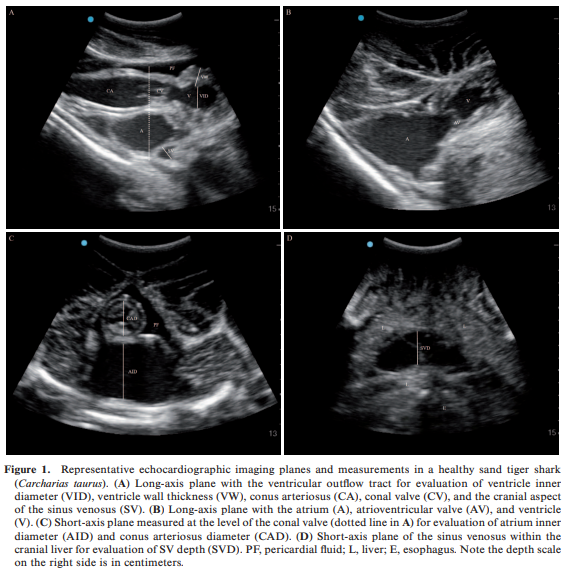 A
PF
VW
CA
CV
V
VID
A
15
B
V
AV
A
13
C
CAD
PF
AID
13
D
L
L
SVD
L
E
15
Figure 1. Representative echocardiographic imaging planes and measurements in a healthy sand tiger shark
(Carcharias taurus). (A) Long-axis plane with the ventricular outflow tract for evaluation of ventricle inner
diameter (VID), ventricle wall thickness (VW), conus arteriosus (CA), conal valve (CV), and the cranial aspect
of the sinus venosus (SV). (B) Long-axis plane with the atrium (A), atrioventricular valve (AV), and ventricle
(V). (C) Short-axis plane measured at the level of the conal valve (dotted line in A) for evaluation of atrium inner
diameter (AID) and conus arteriosus diameter (CAD). (D) Short-axis plane of the sinus venosus within the
cranial liver for evaluation of SV depth (SVD). PF, pericardial fluid; L, liver; E, esophagus. Note the depth scale
on the right side is in centimeters.